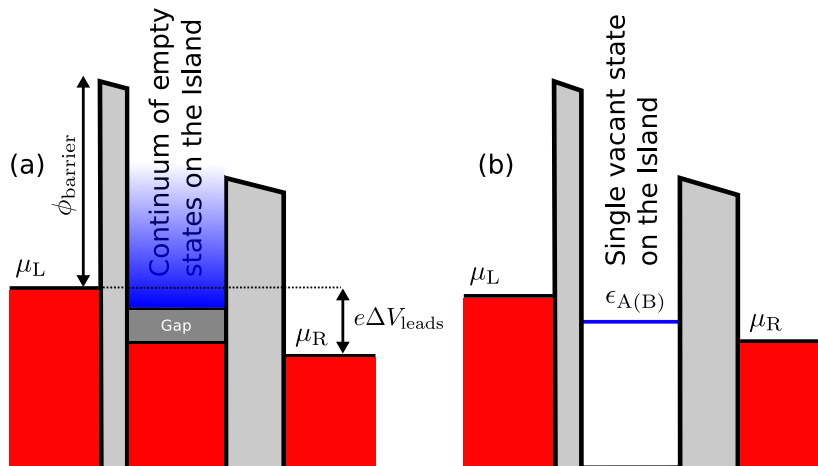 (a)
ϕbarrier
Continuum of empty
states on the Island
μL
Gap
μR
eΔVleads
(b)
Single vacant state
on the Island
μL
ϵA(B)
μR